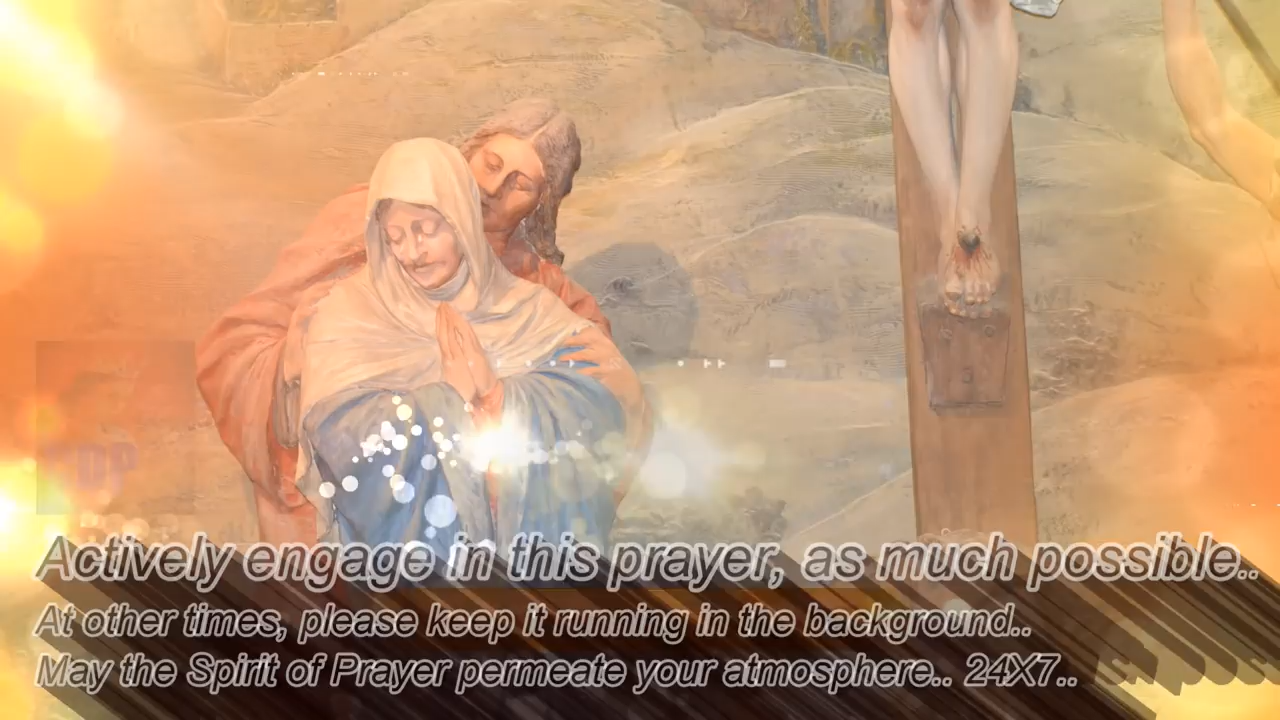 Actively engage in this prayer, as much possible..
At other times, please keep it running in the background..
May the Spirit of Prayer permeate your atmosphere.. 24X7..